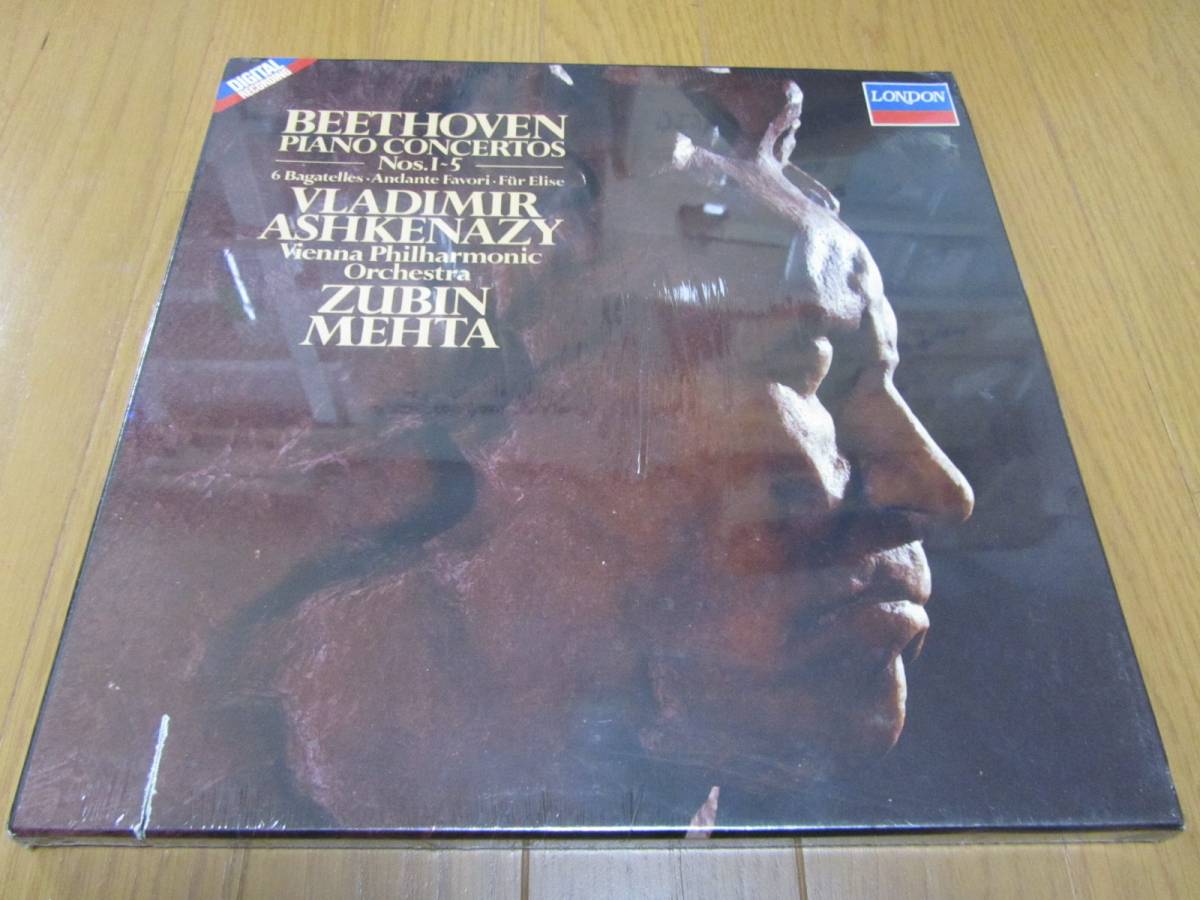 DIGITAL
RECORDING
LONDON
BEETHOVEN
PIANO CONCERTOS
Nos. 1~5
6 Bagatelles · Andante Favori · Für Elise
VLADIMIR
ASHKENAZY
Vienna Philharmonic
Orchestra
ZUBIN
MEHTA